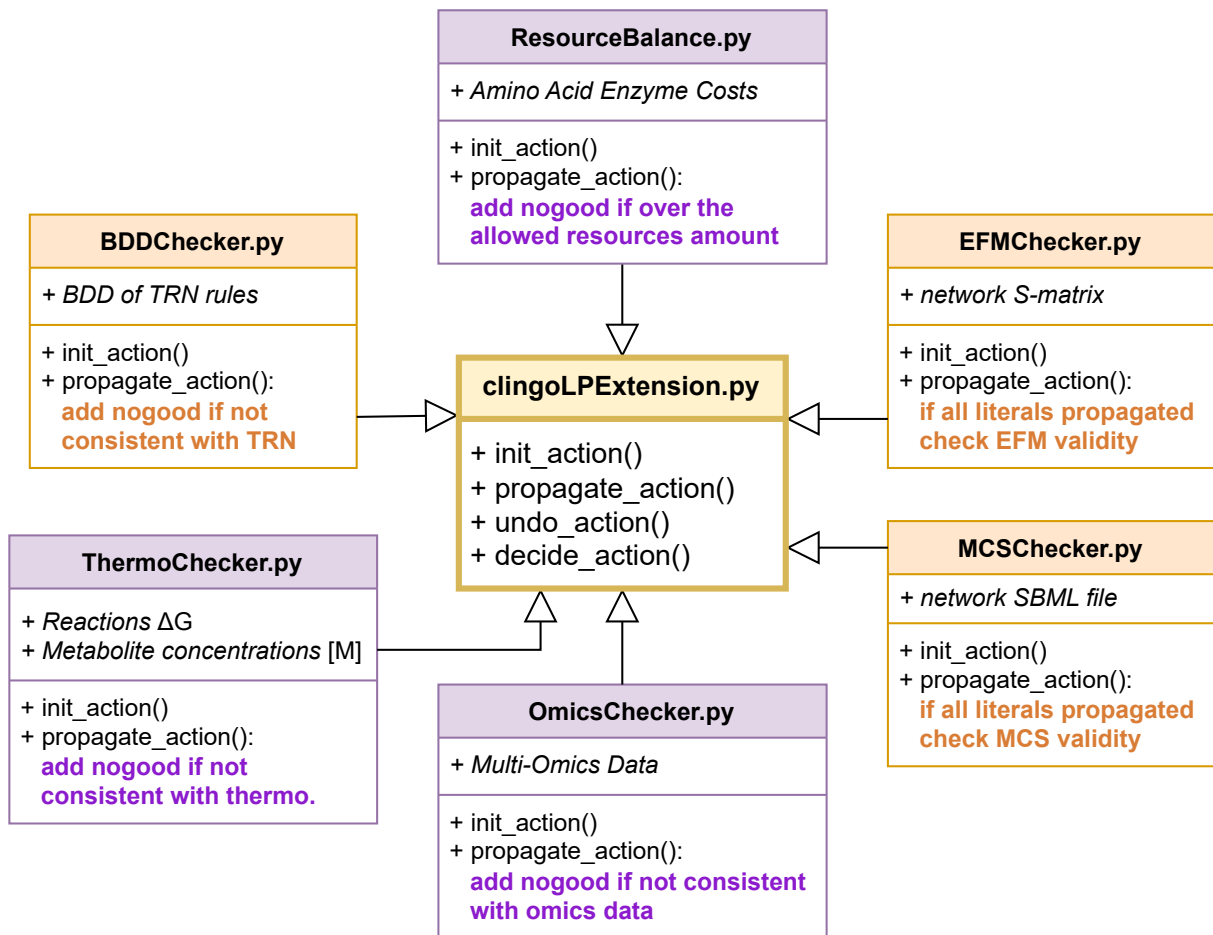 ResourceBalance.py
+ Amino Acid Enzyme Costs
+ init_action()
+ propagate_action():
add nogood if over the
allowed resources amount
BDDChecker.py
+ BDD of TRN rules
+ init_action()
+ propagate_action():
add nogood if not
consistent with TRN
EFMChecker.py
+ network S-matrix
+ init_action()
+ propagate_action():
if all literals propagated
check EFM validity
clingoLPExtension.py
+ init_action()
+ propagate_action()
+ undo_action()
+ decide_action()
ThermoChecker.py
+ Reactions ΔG
+ Metabolite concentrations [M]
+ init_action()
+ propagate_action():
add nogood if not
consistent with thermo.
MCSChecker.py
+ network SBML file
+ init_action()
+ propagate_action():
if all literals propagated
check MCS validity
OmicsChecker.py
+ Multi-Omics Data
+ init_action()
+ propagate_action():
add nogood if not consistent
with omics data